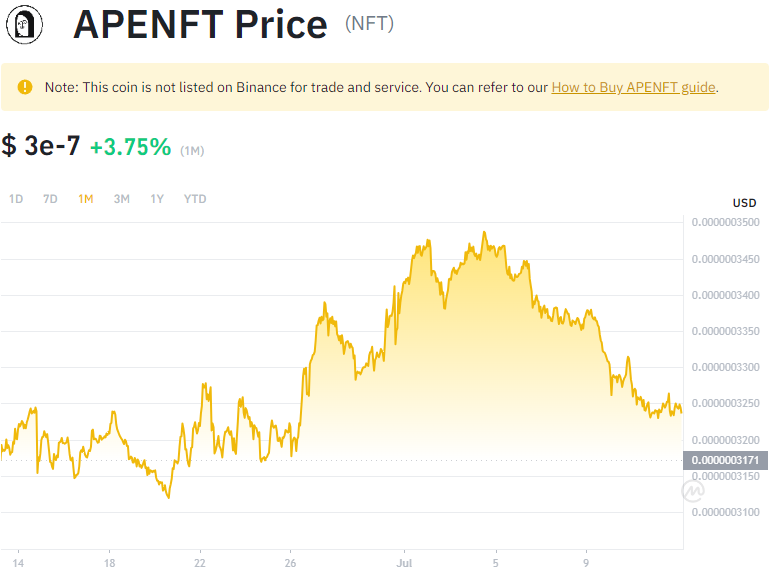 APENFT Price (NFT)
Note: This coin is not listed on Binance for trade and service. You can refer to our How to Buy APENFT guide.
$ 3e-7 +3.75% (1M)
1D 7D 1M 3M 1Y YTD
USD
0.0000003500
0.0000003450
0.0000003400
0.0000003350
0.0000003300
0.0000003250
0.0000003200
0.0000003171
0.0000003150
0.0000003100
14 18 22 26 Jul 5 9